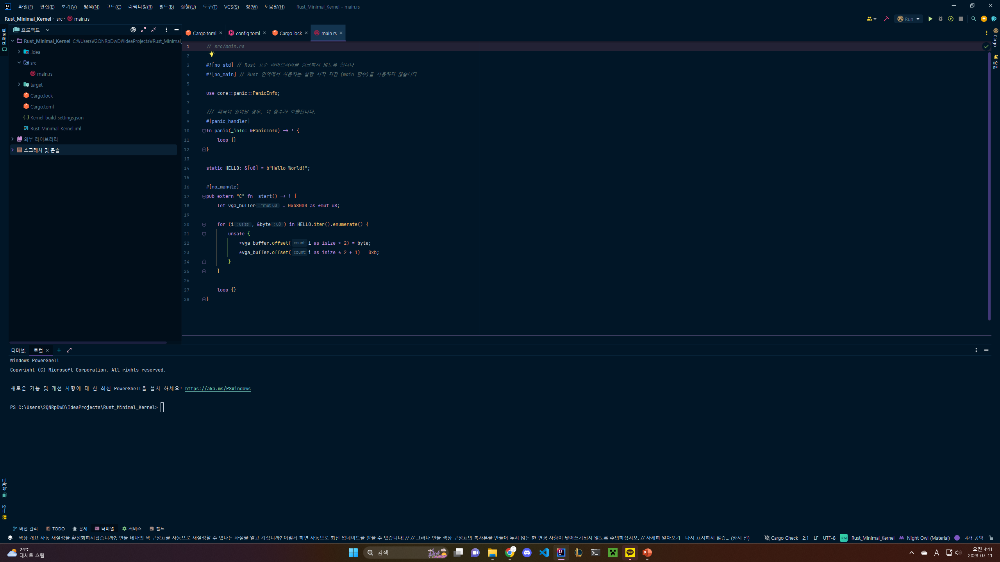 파일(F) 편집(E) 보기(V) 탐색(N) 코드(C) 리팩터링(R) 빌드(B) 실행(U) 도구(T) VCS(S) 창(W) 도움말(H) Rust_Minimal_Kernel - main.rs
Rust_Minimal_Kernel › src › main.rs
Run
프로젝트
프로젝트
Rust_Minimal_Kernel C:₩Users₩2QNRpDwD₩IdeaProjects₩Rust_Minimal_
.idea
src
main.rs
target
Cargo.lock
Cargo.toml
Kernel_build_settings.json
Rust_Minimal_Kernel.iml
외부 라이브러리
스크래치 및 콘솔
Cargo.toml config.toml Cargo.lock main.rs
1 // src/main.rs
2
3 #![no_std] // Rust 표준 라이브러리를 링크하지 않도록 합니다
4 #![no_main] // Rust 언어에서 사용하는 실행 시작 지점 (main 함수)을 사용하지 않습니다
5
6 use core::panic::PanicInfo;
7
8 /// 패닉이 일어날 경우, 이 함수가 호출됩니다.
9 #[panic_handler]
10 fn panic(_info: &PanicInfo) -> ! {
11 loop {}
12 }
13
14 static HELLO: &[u8] = b"Hello World!";
15
16 #[no_mangle]
17 pub extern "C" fn _start() -> ! {
18 let vga_buffer : *mut u8 = 0xb8000 as *mut u8;
19
20 for (i : usize , &byte : u8 ) in HELLO.iter().enumerate() {
21 unsafe {
22 *vga_buffer.offset( count: i as isize * 2) = byte;
23 *vga_buffer.offset( count: i as isize * 2 + 1) = 0xb;
24 }
25 }
26
27 loop {}
28 }
Cargo
알림
터미널: 로컬
Windows PowerShell
Copyright (C) Microsoft Corporation. All rights reserved.
새로운 기능 및 개선 사항에 대 한 최신 PowerShell을 설치 하세요! https://aka.ms/PSWindows
PS C:\Users\2QNRpDwD\IdeaProjects\Rust_Minimal_Kernel>
북마크
구조
버전 관리 TODO 문제 터미널 서비스 빌드
색상 개요 자동 재설정을 활성화하시겠습니까?: 번들 테마의 색 구성표를 자동으로 재설정할 수 있다는 사실을 알고 계십니까? 이렇게 하면 자동으로 최신 업데이트를 받을 수 있습니다! // // 그러나 번들 색상 구성표의 복사본을 만들어 두지 않는 한 변경 사항이 덮어쓰기되지 않도록 주의하십시오. // 자세히 알아보기 다시 표시하지 않습... (잠시 전)
Cargo Check 2:1 LF UTF-8 RM Rust_Minimal_Kernel Night Owl (Material) 4개 공백
24°C
대체로 흐림
검색
TALK
A
오전 4:41
2023-07-11